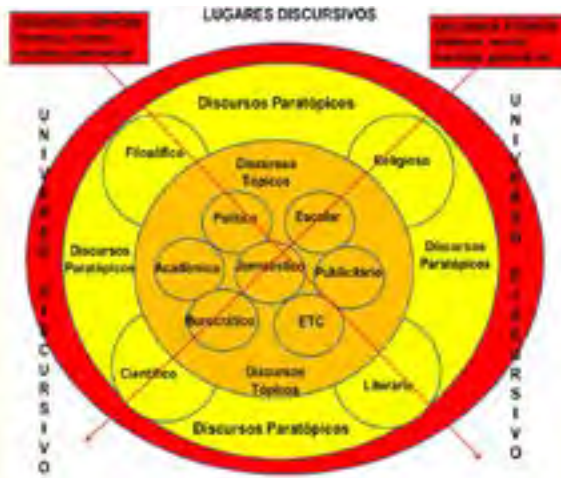 LUGARES DISCURSIVOS
Discursos Paratópicos
Filosófico
Religioso
Discursos
Tópicos
Político
Escolar
Discursos
Paratópicos
Discursos
Paratópicos
Acadêmico
Jornalístico
Publicitário
Burocrático
ETC
Científico
Literário
Discursos
Tópicos
Discursos Paratópicos
UNIVERSO DISCURSIVO
UNIVERSO DISCURSIVO